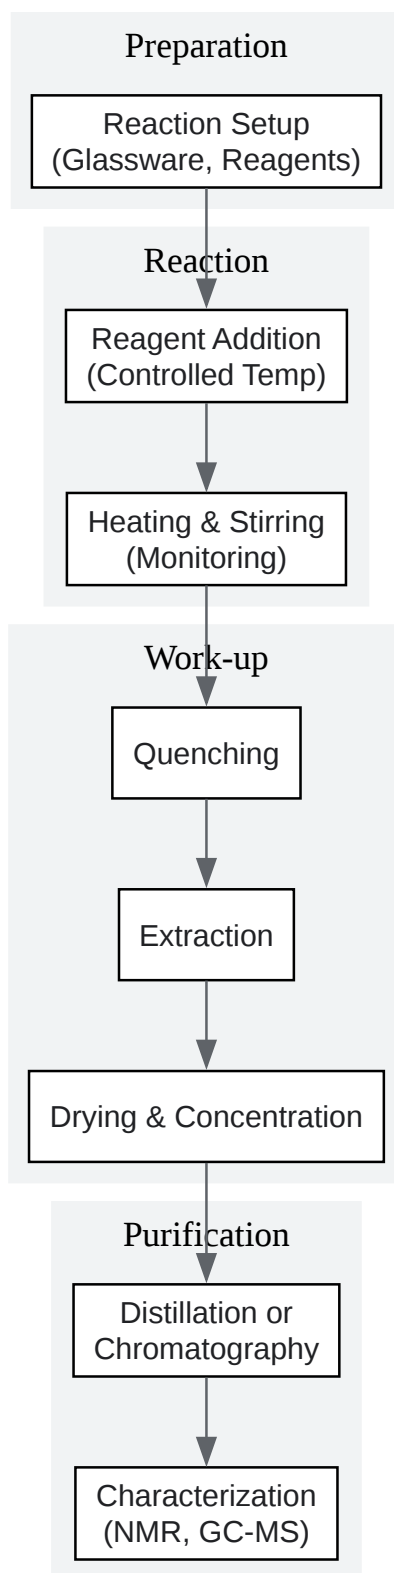 Preparation
Reaction Setup
(Glassware, Reagents)
Reaction
Reagent Addition
(Controlled Temp)
Heating & Stirring
(Monitoring)
Work-up
Quenching
Extraction
Drying & Concentration
Purification
Distillation or
Chromatography
Characterization
(NMR, GC-MS)